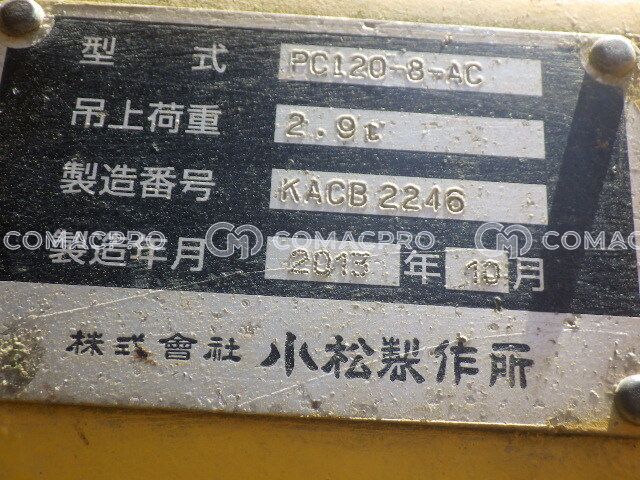 型式 PC120-8-AC
吊上荷重 2.9t
製造番号 KACB 2246
COMACPRO COMACPRO COMACPRO
製造年月 2013 年 10 月
株式會社 小松製作所